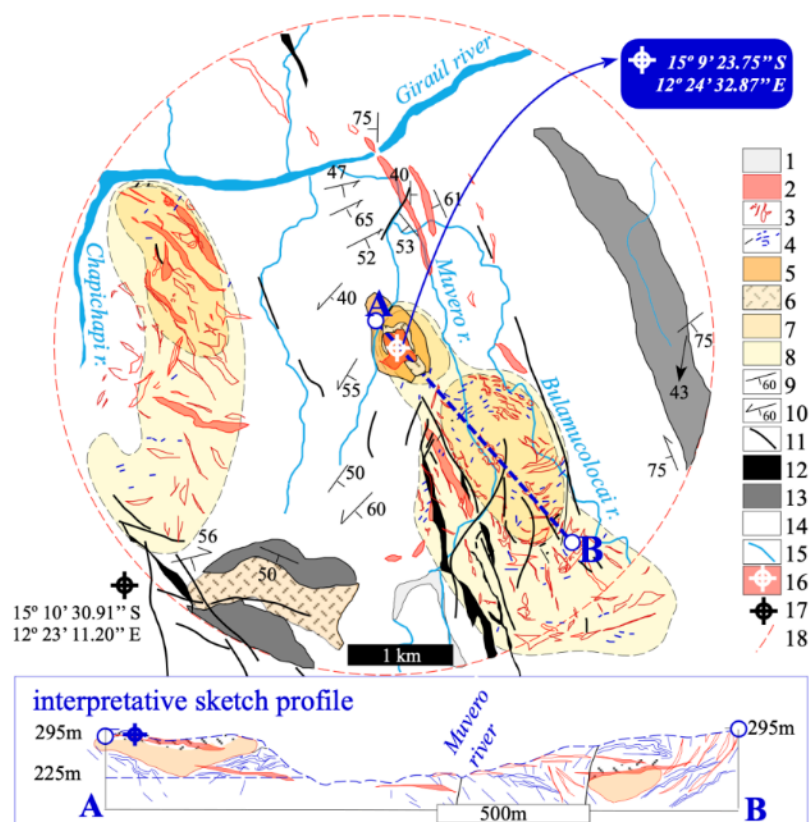 Giraúl river
15º 9' 23.75'' S
12º 24' 32.87'' E
75
47
40
65
61
52
53
Chapichapi r.
Muvero r.
40
A
55
75
43
Bulamucolocai r.
50
75
60
B
56
50
15º 10' 30.91'' S
12º 23' 11.20'' E
1 km
1
2
3
4
5
6
7
8
60 9
60 10
11
12
13
14
15
16
17
18
interpretative sketch profile
Muvero
river
295m
295m
225m
A
500m
B